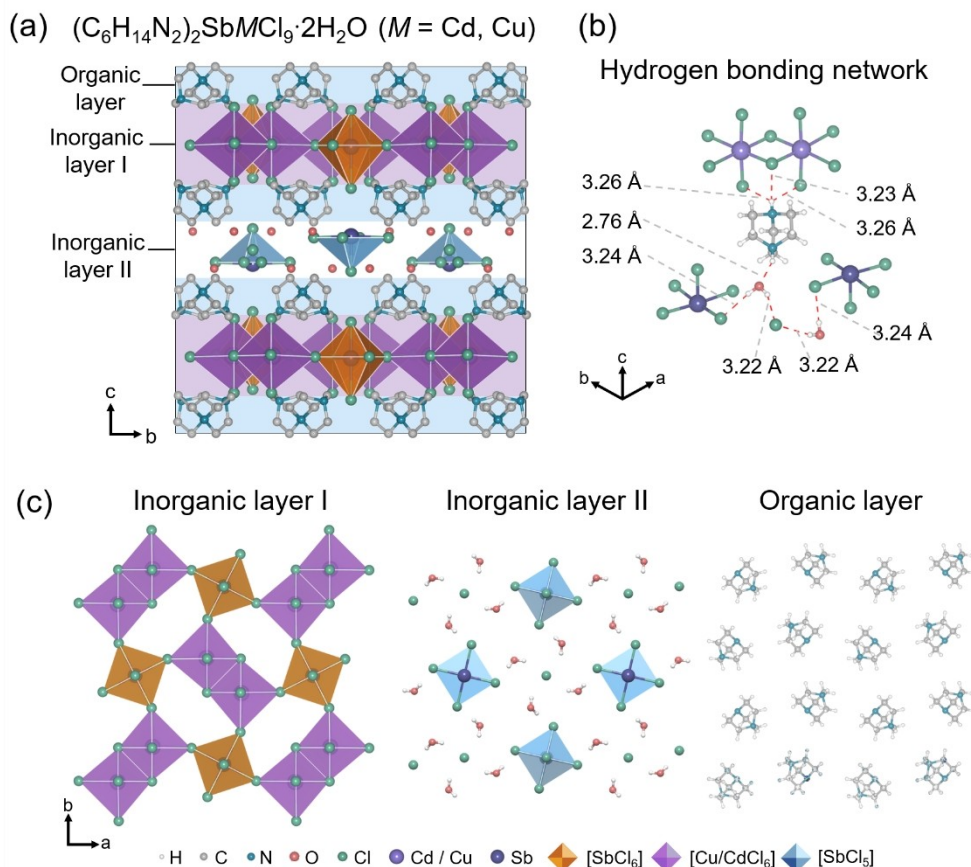 (a) (C₆H₁₄N₂)₂SbMCl₉·2H₂O (M = Cd, Cu)
Organic
layer
Inorganic
layer I
Inorganic
layer II
c
b
(b)
Hydrogen bonding network
3.26 Å
2.76 Å
3.24 Å
3.23 Å
3.26 Å
3.24 Å
3.22 Å
3.22 Å
c
b
a
(c)
Inorganic layer I
Inorganic layer II
Organic layer
b
a
H C N O Cl Cd / Cu Sb [SbCl₆] [Cu/CdCl₆] [SbCl₅]